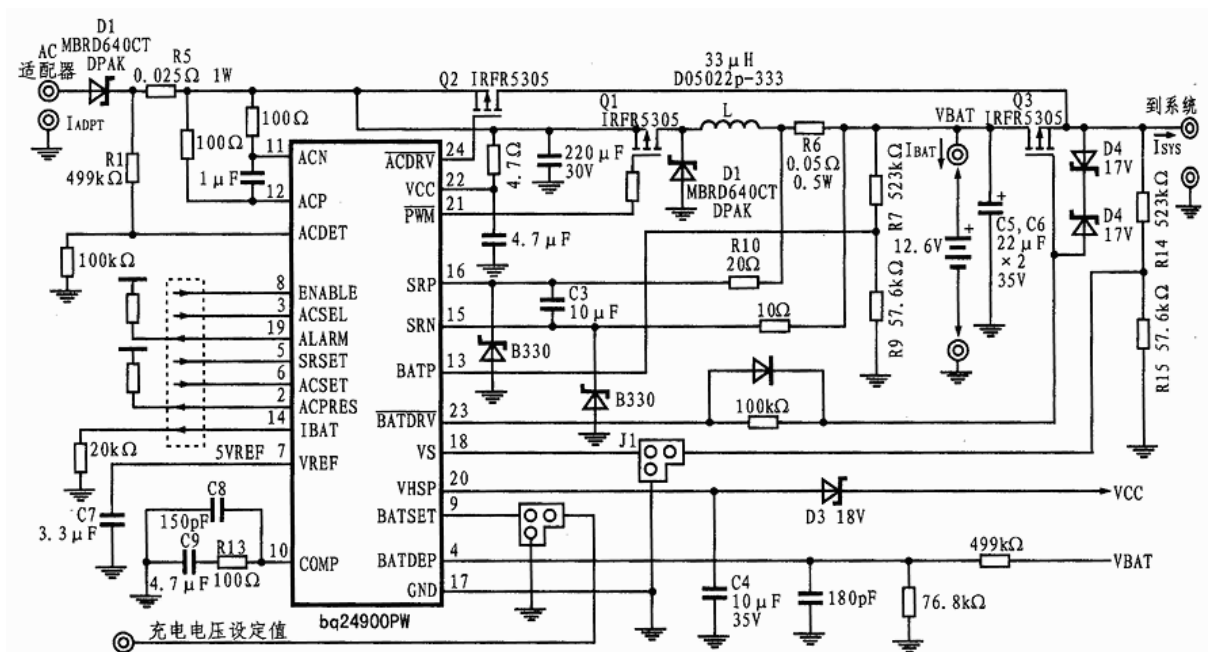 AC
适配器
D1
MBRD640CT
DPAK
R5
0.025Ω 1W
I_ADPT
R1
499kΩ
100Ω
100Ω
1μF
100kΩ
Q2 IRFR5305
33μH
D05022p-333
Q1
IRFR5305
L
R6
0.05Ω
0.5W
VBAT
Q3
IRFR5305
到系统
I_SYS
4.7Ω
220μF
30V
D1
MBRD640CT
DPAK
4.7μF
523kΩ
R7
I_BAT
12.6V
C5, C6
22μF
×2
35V
D4
17V
D4
17V
523kΩ
R14
57.6kΩ
R15
57.6kΩ
R9
R10
20Ω
C3
10μF
10Ω
B330
B330
100kΩ
J1
11 ACN
12 ACP
ACDET
8 ENABLE
3 ACSEL
19 ALARM
5 SRSET
6 ACSET
2 ACPRES
14 IBAT
5VREF 7 VREF
10 COMP
24 ACDRV
22 VCC
21 PWM
16 SRP
15 SRN
13 BATP
23 BATDRV
18 VS
20 VHSP
9 BATSET
4 BATDEP
17 GND
20kΩ
C7
3.3μF
C8
150pF
C9
4.7μF
R13
100Ω
bq24900PW
充电电压设定值
D3 18V
VCC
499kΩ
VBAT
C4
10μF
35V
180pF
76.8kΩ